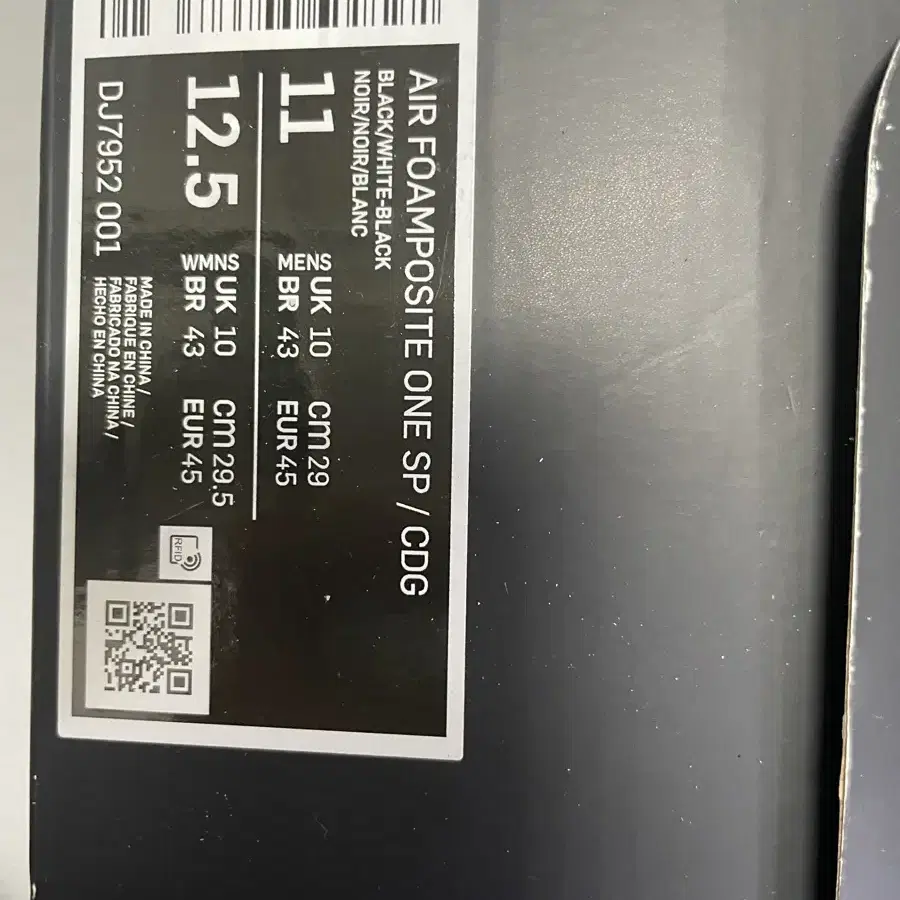 AIR FOAMPOSITE ONE SP / CDG
BLACK/WHITE-BLACK
NOIR/NOIR/BLANC
11
MENS
UK 10 cm 29
BR 43 EUR 45
12.5
WMNS
UK 10 cm 29.5
BR 43 EUR 45
DJ7952 001
MADE IN CHINA /
FABRIQUE EN CHINE /
FABRICADO NA CHINA /
HECHO EN CHINA
RFID